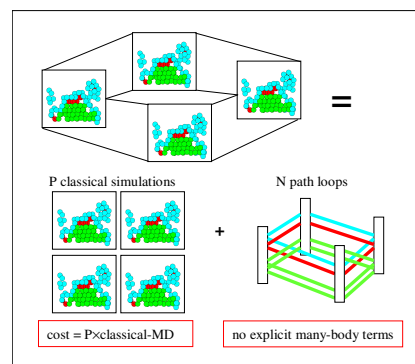 =
P classical simulations
N path loops
+
cost = P×classical-MD
no explicit many-body terms